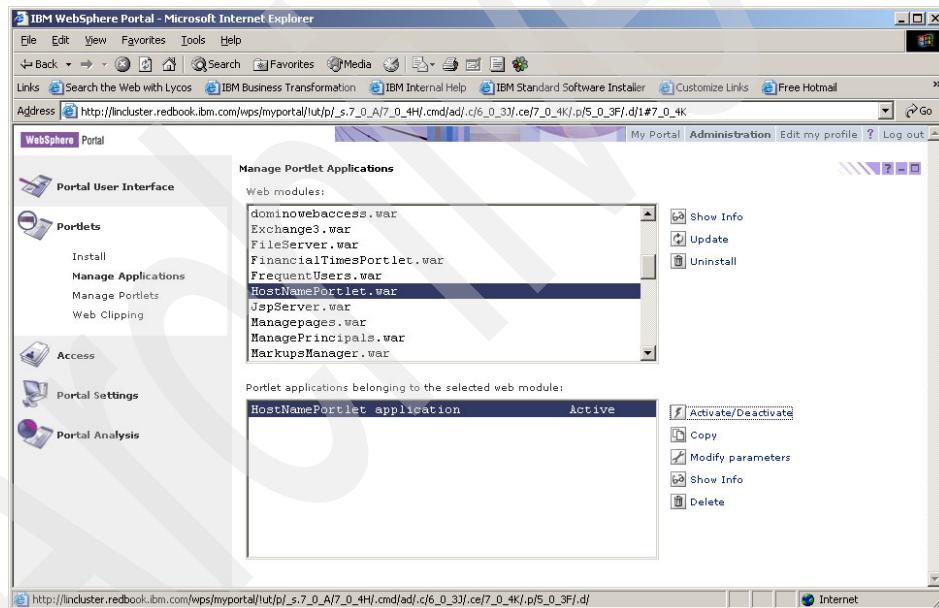 IBM WebSphere Portal - Microsoft Internet Explorer
File Edit View Favorites Tools Help
Back Search Favorites Media
Links Search the Web with Lycos IBM Business Transformation IBM Internal Help IBM Standard Software Installer Customize Links Free Hotmail »
Address http://lincluster.redbook.ibm.com/wps/myportal/!ut/p/_s.7_0_A/7_0_4H/.cmd/ad/.c/6_0_3J/.ce/7_0_4K/.p/5_0_3F/.d/1#7_0_4K Go
WebSphere Portal My Portal Administration Edit my profile ? Log out
Portal User Interface
Portlets
Install
Manage Applications
Manage Portlets
Web Clipping
Access
Portal Settings
Portal Analysis
Manage Portlet Applications
Web modules:
dominowebaccess.war
Exchange3.war
FileServer.war
FinancialTimesPortlet.war
FrequentUsers.war
HostNamePortlet.war
JspServer.war
Managepages.war
ManagePrincipals.war
MarkupsManager.war
Show Info
Update
Uninstall
Portlet applications belonging to the selected web module:
HostNamePortlet application Active
Activate/Deactivate
Copy
Modify parameters
Show Info
Delete
http://lincluster.redbook.ibm.com/wps/myportal/!ut/p/_s.7_0_A/7_0_4H/.cmd/ad/.c/6_0_3J/.ce/7_0_4K/.p/5_0_3F/.d/ Internet